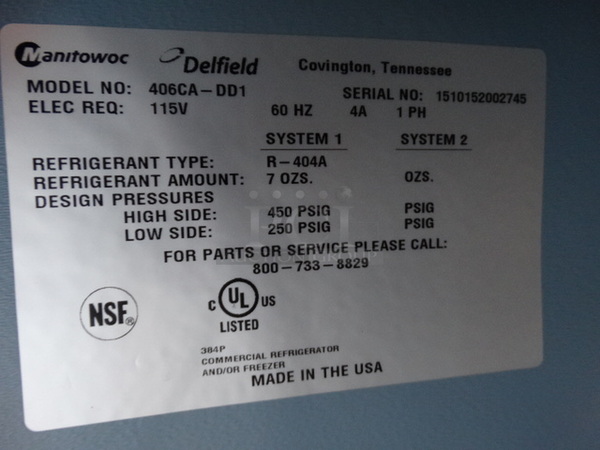 Manitowoc Delfield Covington, Tennessee
MODEL NO: 406CA-DD1 SERIAL NO: 1510152002745
ELEC REQ: 115V 60 HZ 4A 1 PH
SYSTEM 1 SYSTEM 2
REFRIGERANT TYPE: R-404A
REFRIGERANT AMOUNT: 7 OZS. OZS.
DESIGN PRESSURES
HIGH SIDE: 450 PSIG PSIG
LOW SIDE: 250 PSIG PSIG
FOR PARTS OR SERVICE PLEASE CALL:
800-733-8829
NSF®
C UL US
LISTED
384P
COMMERCIAL REFRIGERATOR
AND/OR FREEZER
MADE IN THE USA